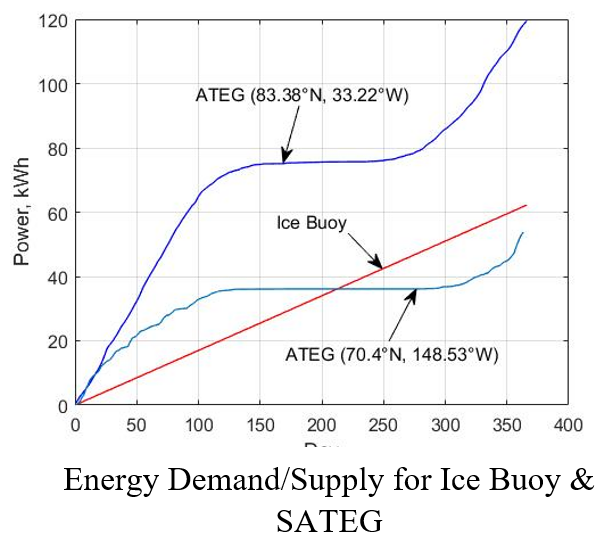 120
100
80
60
40
20
0
Power, kWh
ATEG (83.38°N, 33.22°W)
Ice Buoy
ATEG (70.4°N, 148.53°W)
0 50 100 150 200 250 300 350 400
Energy Demand/Supply for Ice Buoy &
SATEG